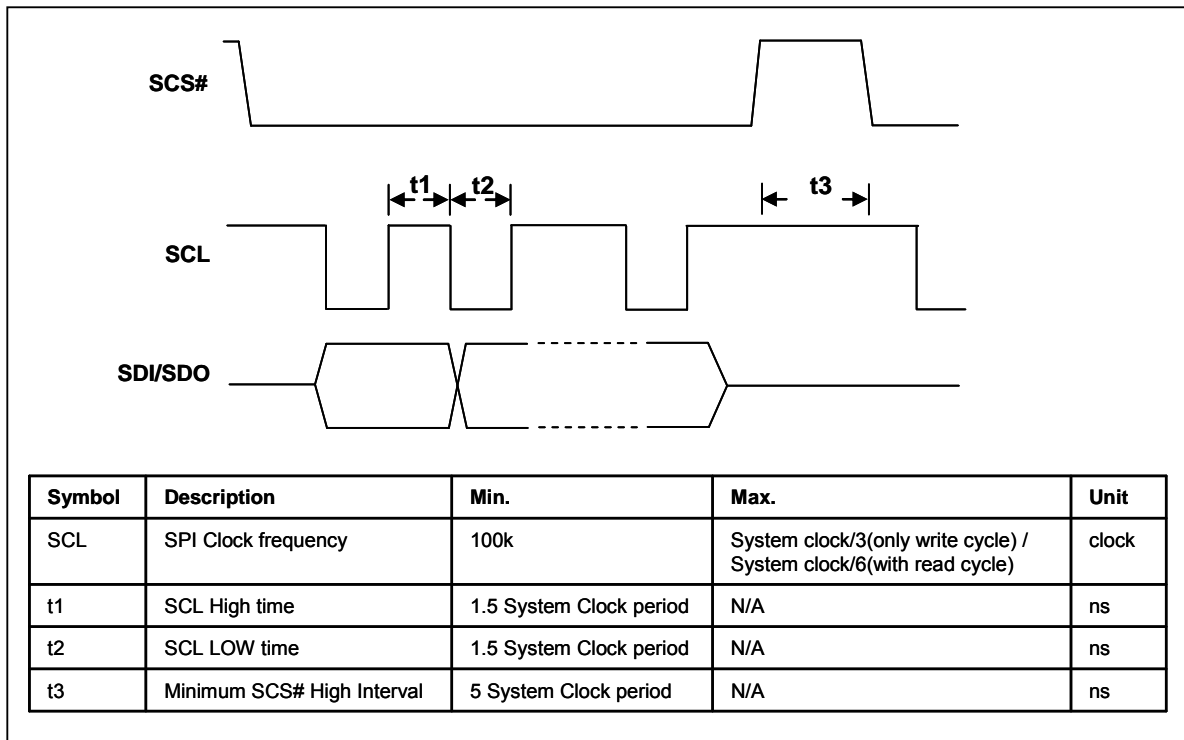 SCS#
t1 t2 t3
SCL
SDI/SDO
Symbol Description Min. Max. Unit
SCL SPI Clock frequency 100k System clock/3(only write cycle) / clock
System clock/6(with read cycle)
t1 SCL High time 1.5 System Clock period N/A ns
t2 SCL LOW time 1.5 System Clock period N/A ns
t3 Minimum SCS# High Interval 5 System Clock period N/A ns